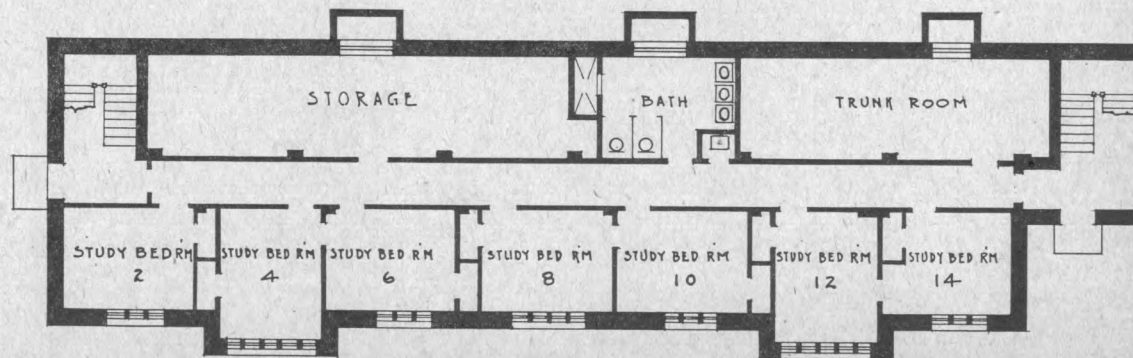 STORAGE
BATH
TRUNK ROOM
STUDY BED RM
2
STUDY BED RM
4
STUDY BED RM
6
STUDY BED RM
8
STUDY BED RM
10
STUDY BED RM
12
STUDY BED RM
14